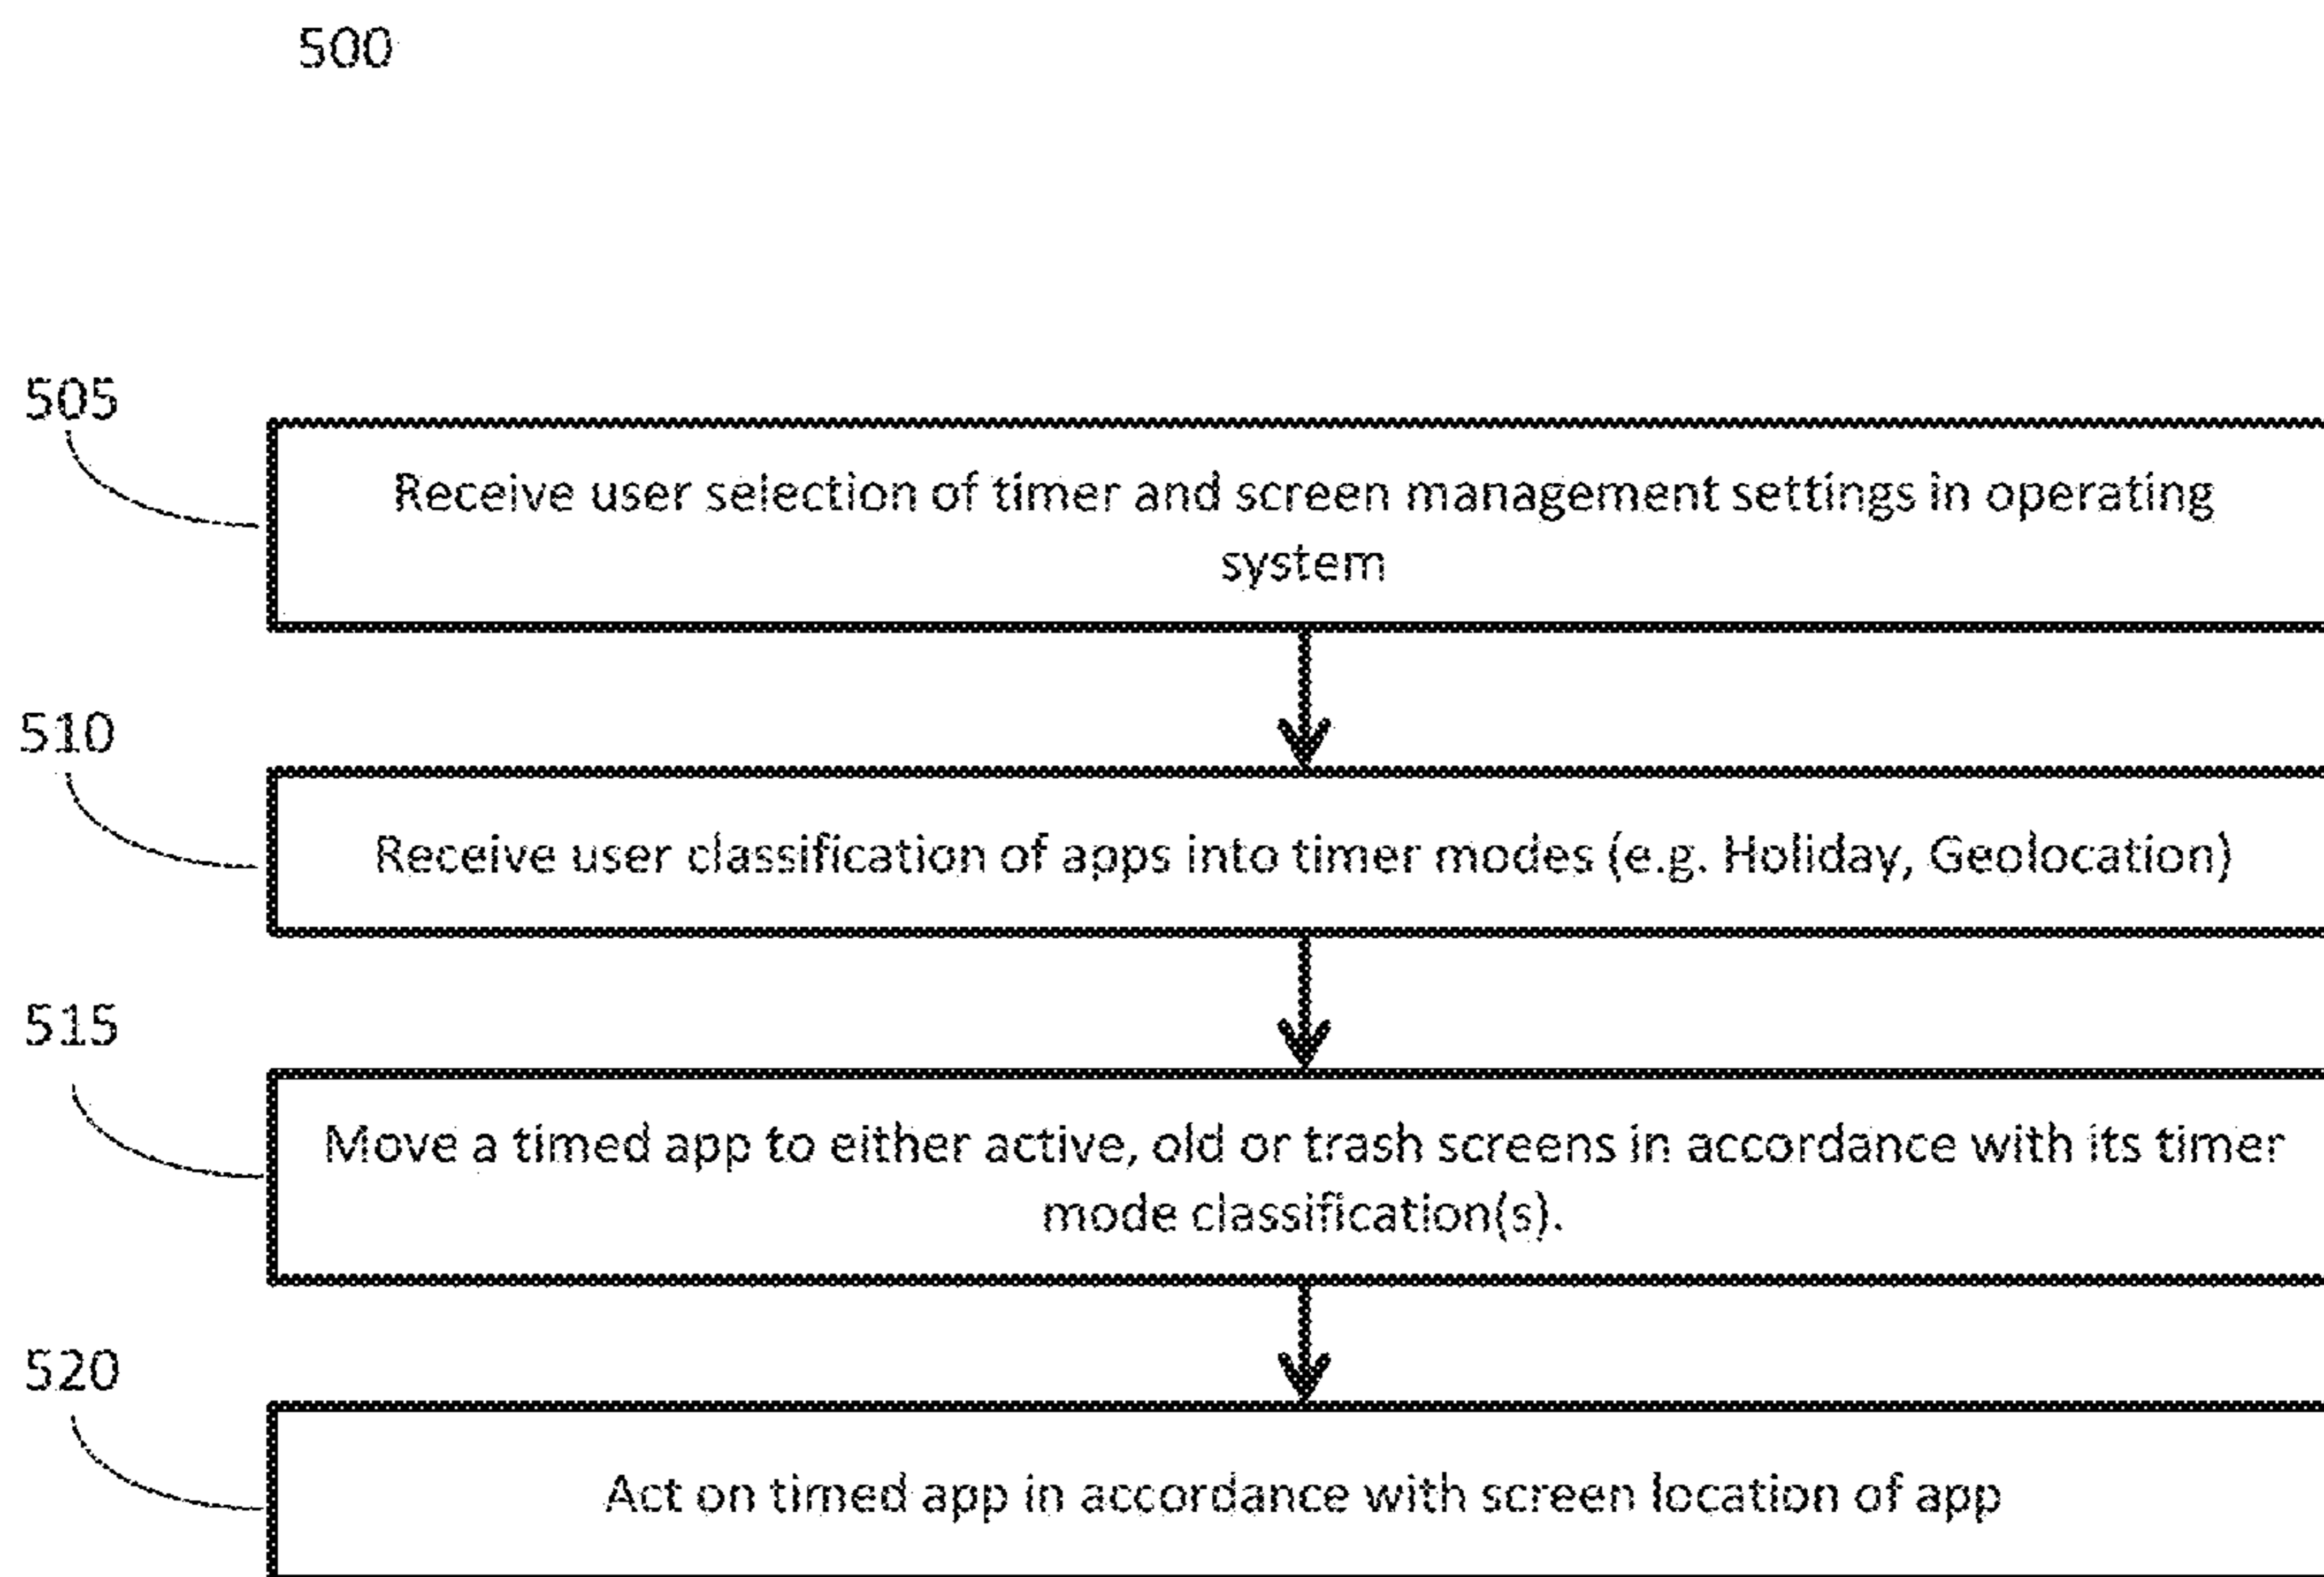 500
505
Receive user selection of timer and screen management settings in operating
system
510
Receive user classification of apps into timer modes (e.g. Holiday, Geolocation)
515
Move a timed app to either active, old or trash screens in accordance with its timer
mode classification(s).
520
Act on timed app in accordance with screen location of app